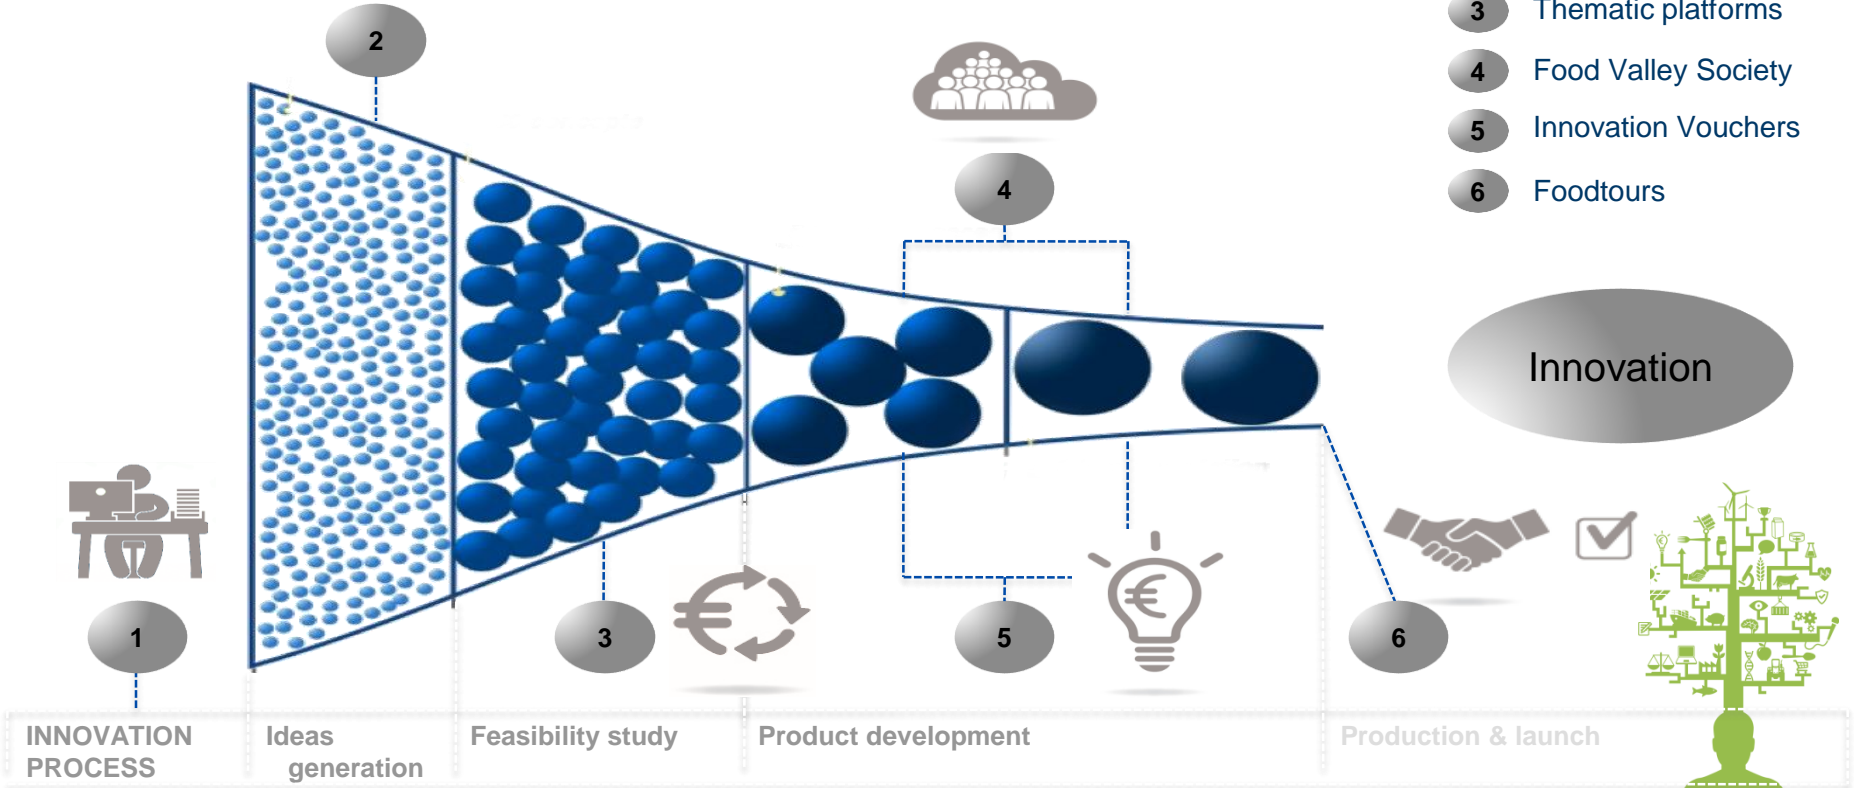 2
3 Thematic platforms
4 Food Valley Society
5 Innovation Vouchers
6 Foodtours
4
Innovation
1
3
€
5
€
6
INNOVATION
PROCESS
Ideas
generation
Feasibility study
Product development
Production & launch